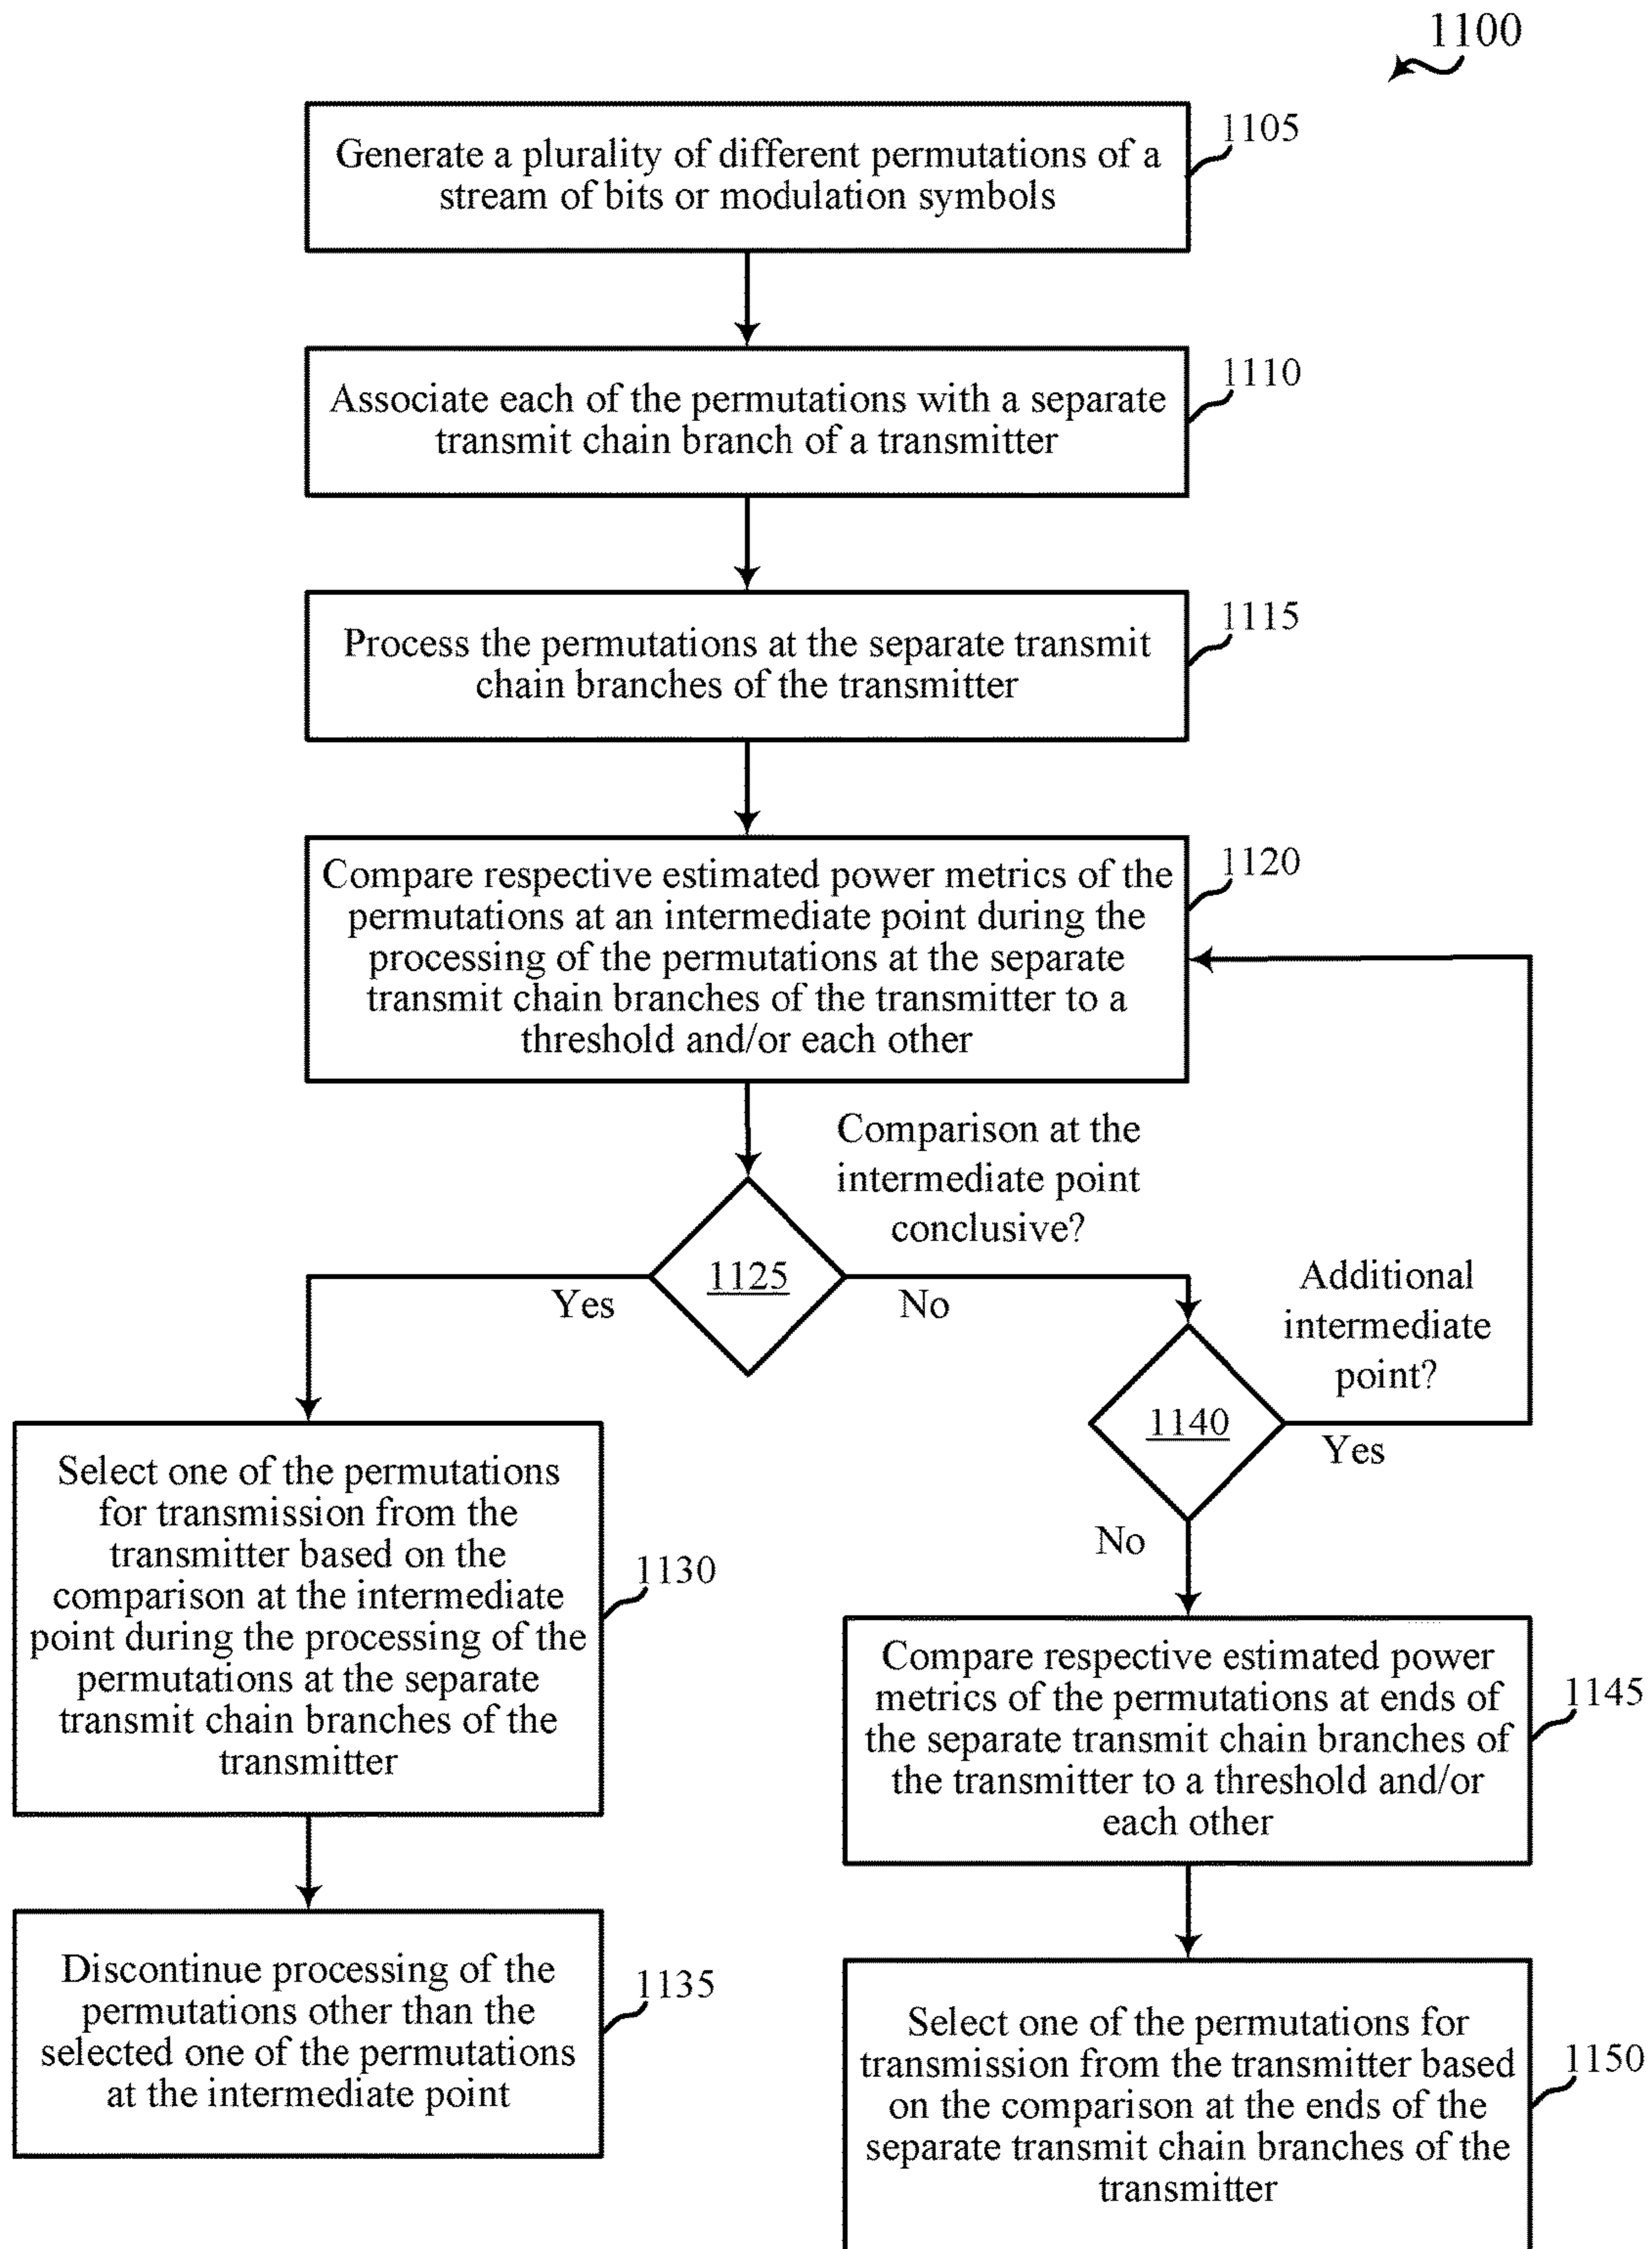 1100
Generate a plurality of different permutations of a
stream of bits or modulation symbols
1105
Associate each of the permutations with a separate
transmit chain branch of a transmitter
1110
Process the permutations at the separate transmit
chain branches of the transmitter
1115
Compare respective estimated power metrics of the
permutations at an intermediate point during the
processing of the permutations at the separate
transmit chain branches of the transmitter to a
threshold and/or each other
1120
Comparison at the
intermediate point
conclusive?
1125
Yes
No
Additional
intermediate
point?
1140
Yes
No
Select one of the permutations
for transmission from the
transmitter based on the
comparison at the intermediate
point during the processing of the
permutations at the separate
transmit chain branches of the
transmitter
1130
Compare respective estimated power
metrics of the permutations at ends of
the separate transmit chain branches of
the transmitter to a threshold and/or
each other
1145
Discontinue processing of the
permutations other than the
selected one of the permutations
at the intermediate point
1135
Select one of the permutations for
transmission from the transmitter based
on the comparison at the ends of the
separate transmit chain branches of the
transmitter
1150